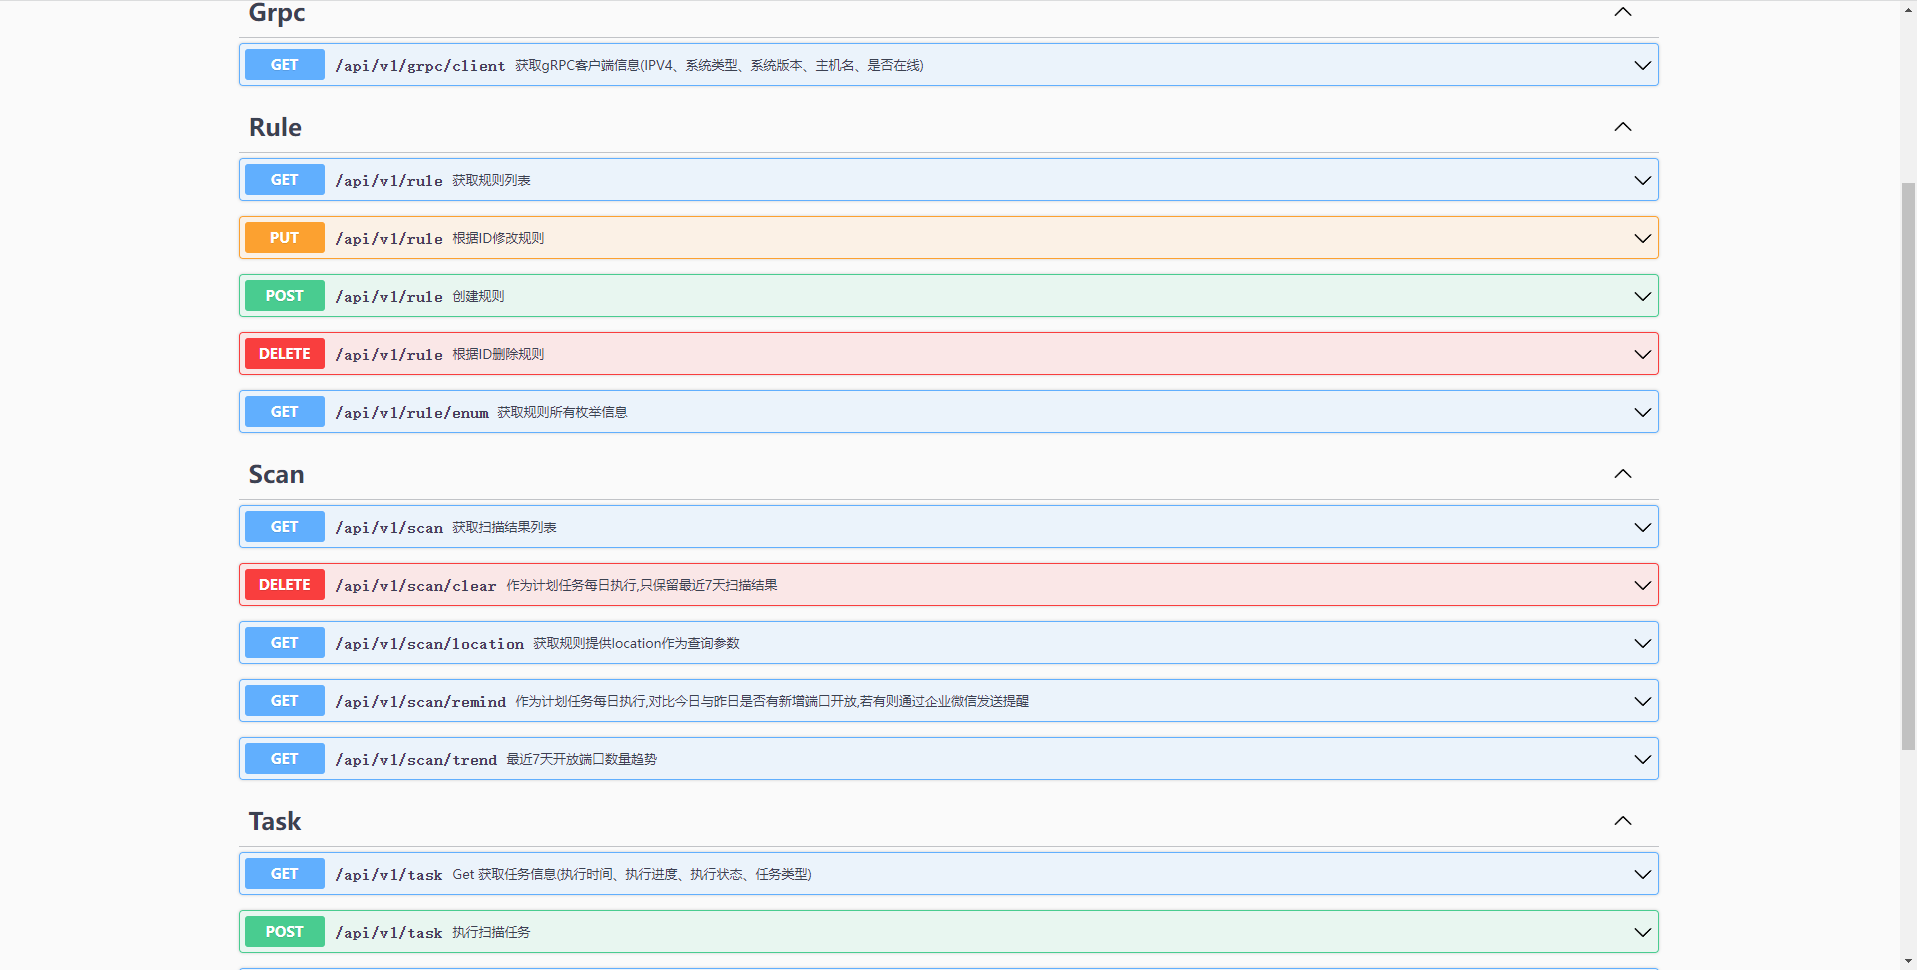 Grpc
GET /api/v1/grpc/client 获取gRPC客户端信息(IPV4、系统类型、系统版本、主机名、是否在线)
Rule
GET /api/v1/rule 获取规则列表
PUT /api/v1/rule 根据ID修改规则
POST /api/v1/rule 创建规则
DELETE /api/v1/rule 根据ID删除规则
GET /api/v1/rule/enum 获取规则所有枚举信息
Scan
GET /api/v1/scan 获取扫描结果列表
DELETE /api/v1/scan/clear 作为计划任务每日执行,只保留最近7天扫描结果
GET /api/v1/scan/location 获取规则提供location作为查询参数
GET /api/v1/scan/remind 作为计划任务每日执行,对比今日与昨日是否有新增端口开放,若有则通过企业微信发送提醒
GET /api/v1/scan/trend 最近7天开放端口数量趋势
Task
GET /api/v1/task Get 获取任务信息(执行时间、执行进度、执行状态、任务类型)
POST /api/v1/task 执行扫描任务